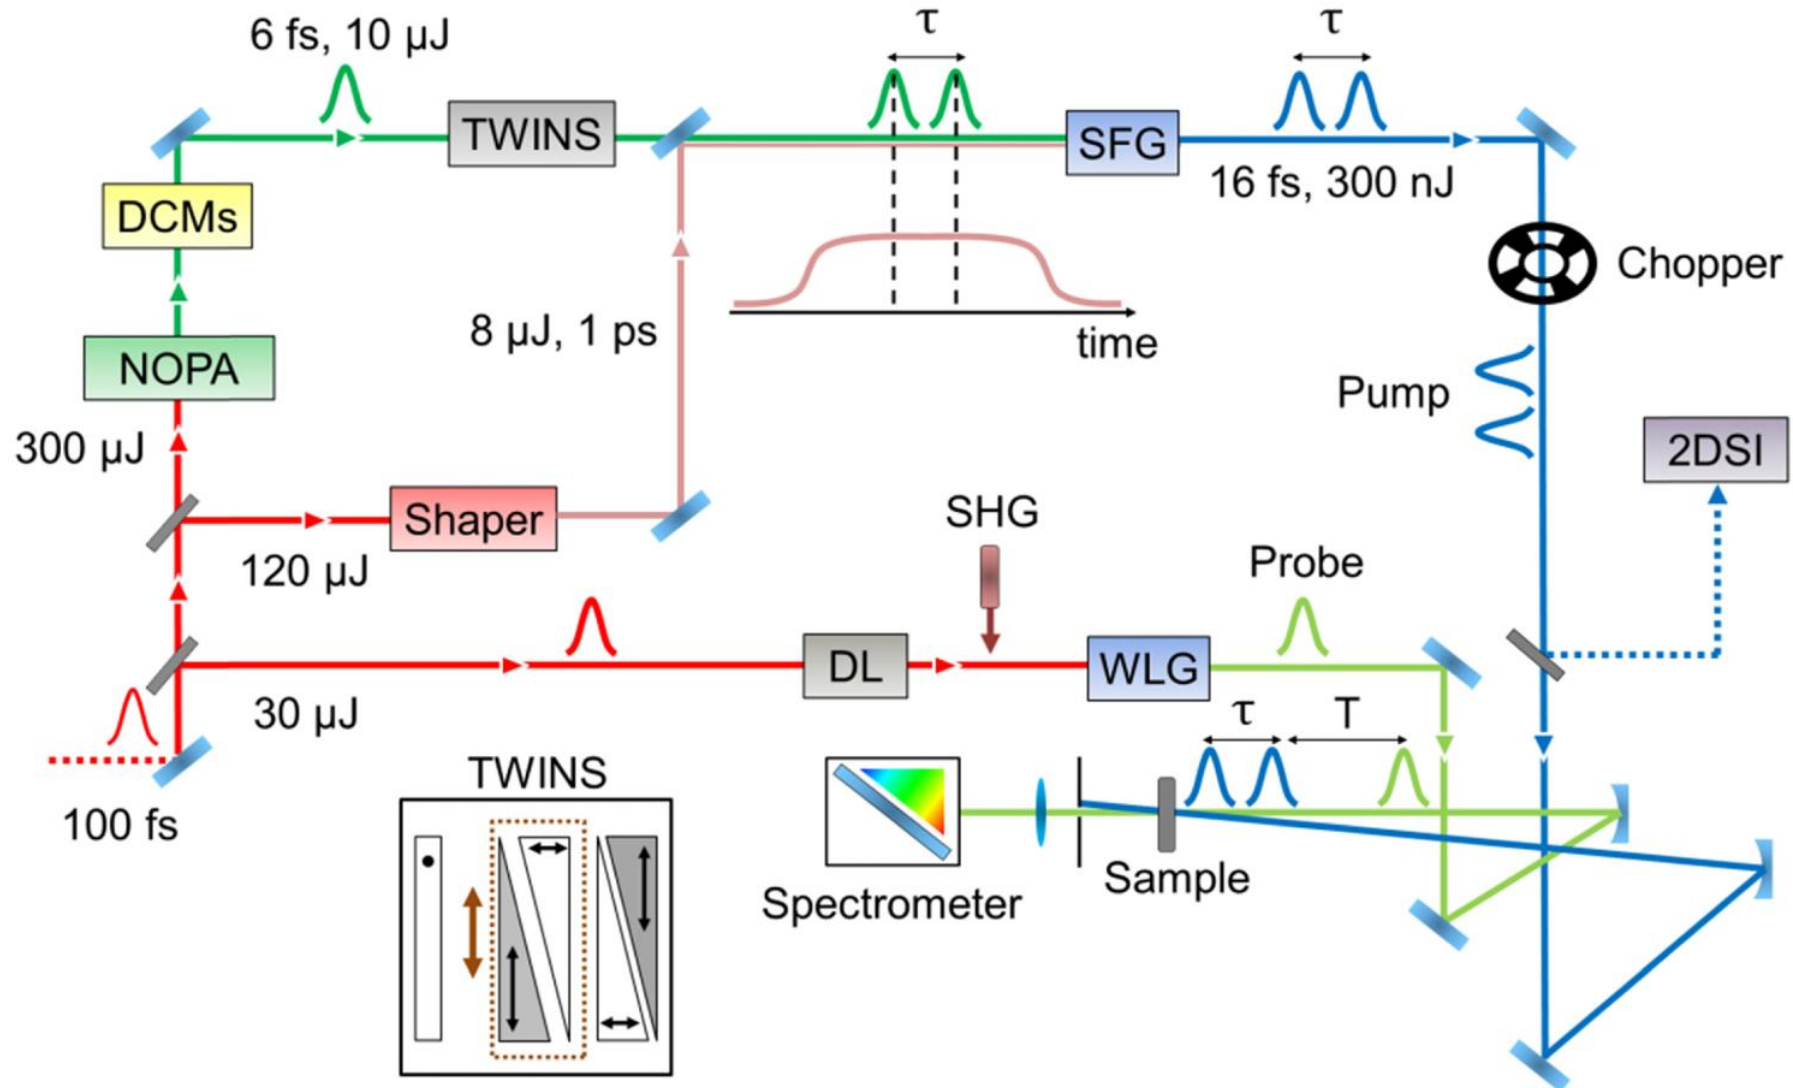 τ
τ
6 fs, 10 µJ
TWINS
SFG
16 fs, 300 nJ
DCMs
Chopper
8 µJ, 1 ps
time
NOPA
Pump
300 µJ
2DSI
Shaper
SHG
120 µJ
Probe
DL
WLG
30 µJ
τ
T
TWINS
100 fs
Sample
Spectrometer